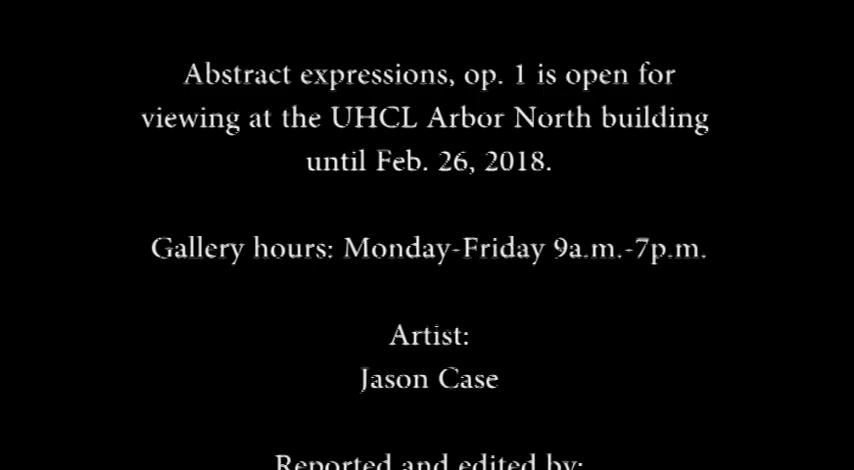 Abstract expressions, op. 1 is open for
viewing at the UHCL Arbor North building
until Feb. 26, 2018.
Gallery hours: Monday-Friday 9a.m.-7p.m.
Artist:
Jason Case
Reported and edited by: